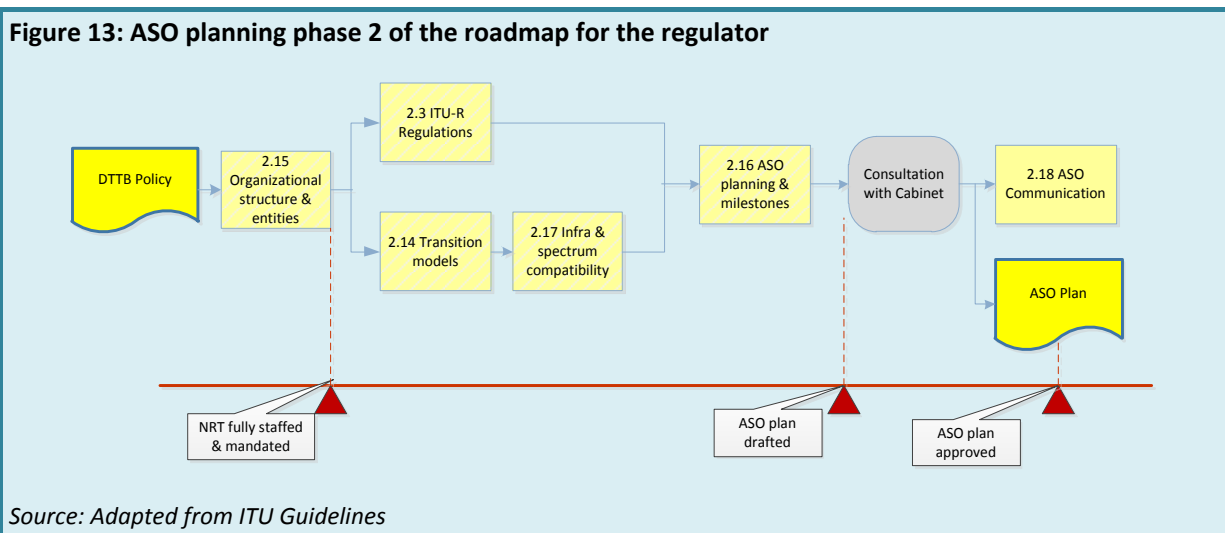 Figure 13: ASO planning phase 2 of the roadmap for the regulator
DTTB Policy
2.15
Organizational
structure &
entities
2.3 ITU-R
Regulations
2.14 Transition
models
2.17 Infra &
spectrum
compatibility
2.16 ASO
planning &
milestones
Consultation
with Cabinet
2.18 ASO
Communication
ASO Plan
NRT fully staffed
& mandated
ASO plan
drafted
ASO plan
approved
Source: Adapted from ITU Guidelines